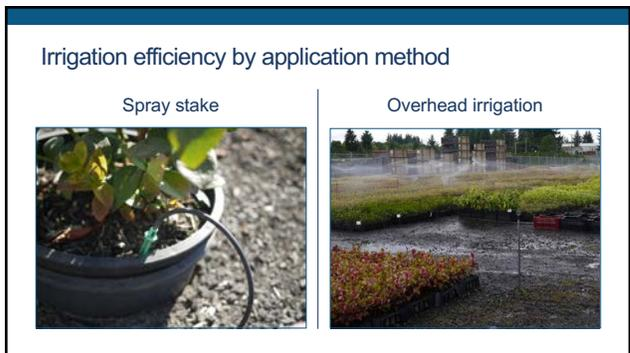 Irrigation efficiency by application method
Spray stake
Overhead irrigation